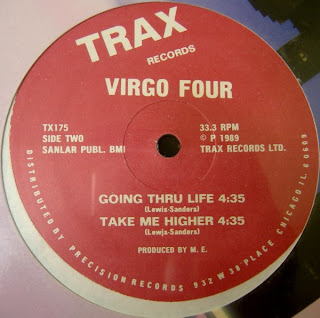 TRAX
RECORDS
VIRGO FOUR
TX175
SIDE TWO
SANLAR PUBL. BMI
33.3 RPM
© P 1989
TRAX RECORDS LTD.
GOING THRU LIFE 4:35
(Lewis-Sanders)
TAKE ME HIGHER 4:35
(Lewis-Sanders)
PRODUCED BY M. E.
DISTRIBUTED BY PRECISION RECORDS 932 W 38 PLACE CHICAGO IL. 60609